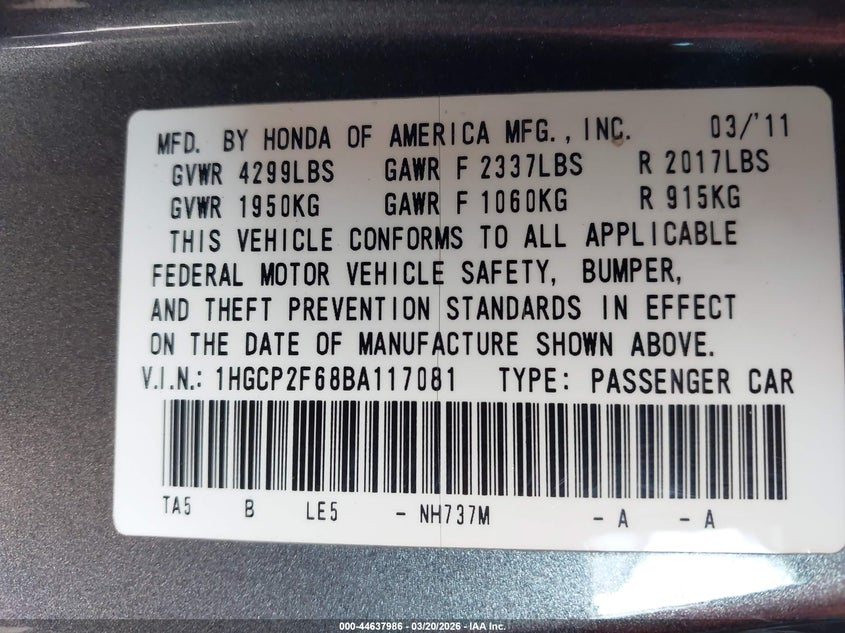 MFD. BY HONDA OF AMERICA MFG., INC. 03/'11
GVWR 4299LBS GAWR F 2337LBS R 2017LBS
GVWR 1950KG GAWR F 1060KG R 915KG
THIS VEHICLE CONFORMS TO ALL APPLICABLE
FEDERAL MOTOR VEHICLE SAFETY, BUMPER,
AND THEFT PREVENTION STANDARDS IN EFFECT
ON THE DATE OF MANUFACTURE SHOWN ABOVE.
V.I.N.: 1HGCP2F68BA117081 TYPE: PASSENGER CAR
TA5 B LE5 - NH737M - A - A
000-44637986 - 03/20/2026 - IAA Inc.